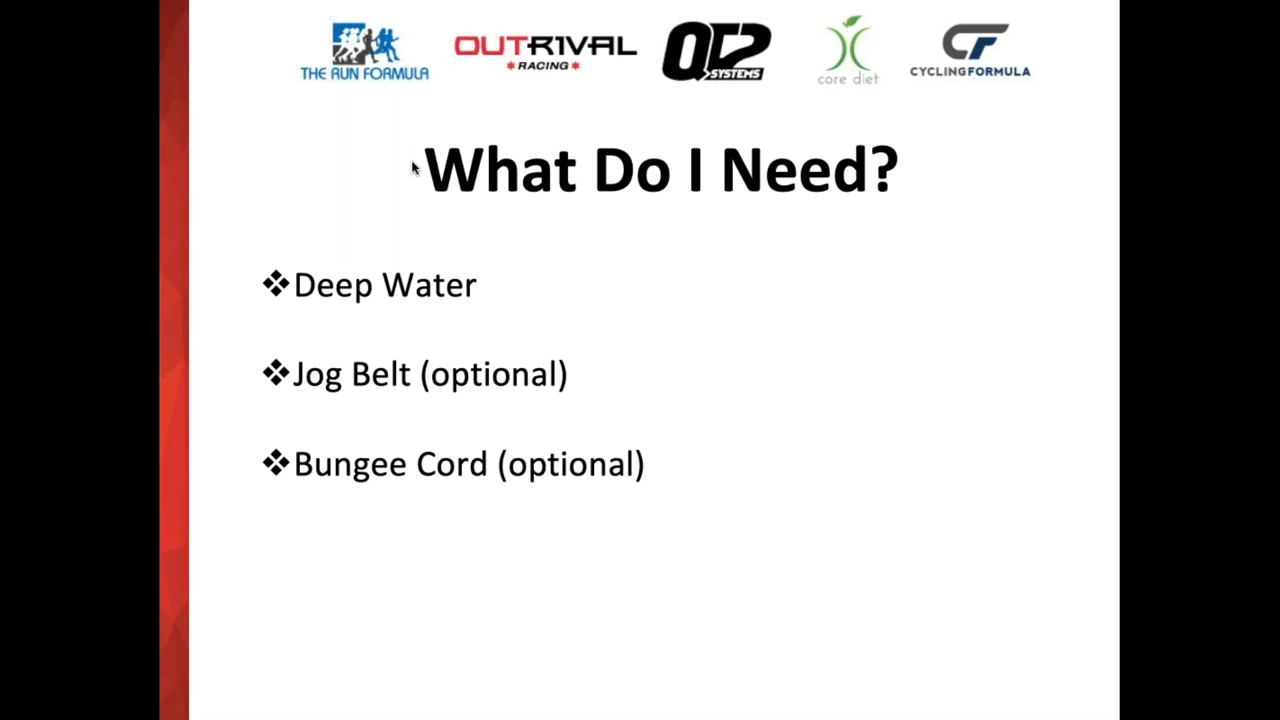 THE RUN FORMULA
OUTR1VAL
RACING
QT2
SYSTEMS
core diet
CF
CYCLINGFORMULA
What Do I Need?
Deep Water
Jog Belt (optional)
Bungee Cord (optional)